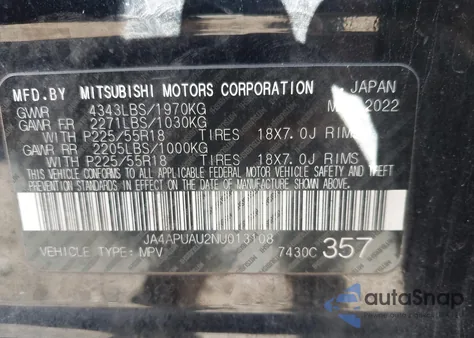 MFD.BY MITSUBISHI MOTORS CORPORATION JAPAN
GVWR 4343LBS/1970KG 2022
GAWR FR 2271LBS/1030KG
WITH P225/55R18 TIRES 18X7.0J RIMS
GAWR RR 2205LBS/1000KG
WITH P225/55R18 TIRES 18X7.0J RIMS
THIS VEHICLE CONFORMS TO ALL APPLICABLE FEDERAL MOTOR VEHICLE SAFETY AND
THEFT PREVENTION STANDARDS IN EFFECT ON THE DATE OF MANUFACTURE SHOWN ABOVE.
JA4APUAU2NU013108
VEHICLE TYPE: MPV 7430C 357
autoSnap